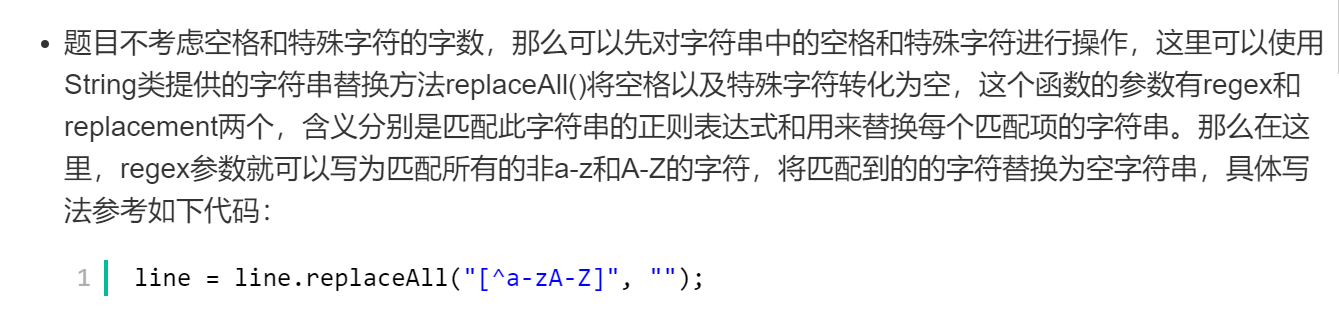 • 题目不考虑空格和特殊字符的字数，那么可以先对字符串中的空格和特殊字符进行操作，这里可以使用
String类提供的字符串替换方法replaceAll()将空格以及特殊字符转化为空，这个函数的参数有regex和
replacement两个，含义分别是匹配此字符串的正则表达式和用来替换每个匹配项的字符串。那么在这
里，regex参数就可以写为匹配所有的非a-z和A-Z的字符，将匹配到的的字符替换为空字符串，具体写
法参考如下代码：
1 line = line.replaceAll("[^a-zA-Z]", "");